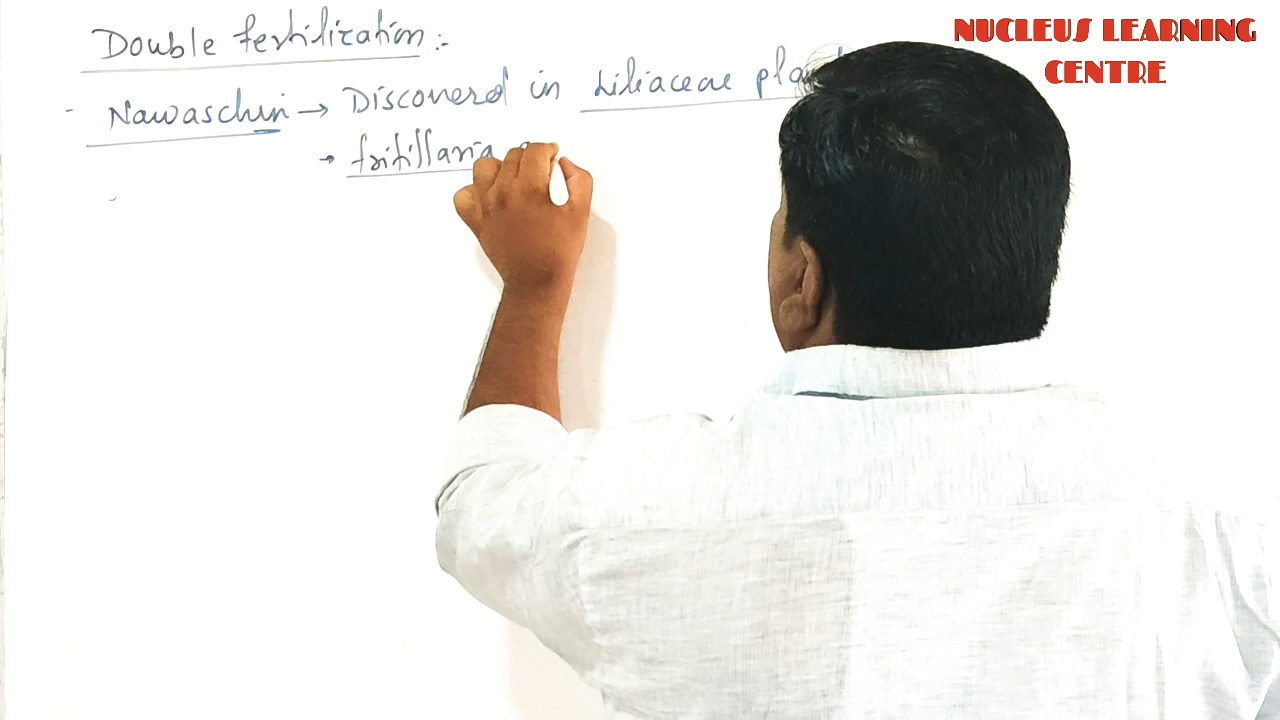 Double fertilization :-
NUCLEUS LEARNING
CENTRE
- Nawaschin → Discovered in Liliaceae
→ fritillaria